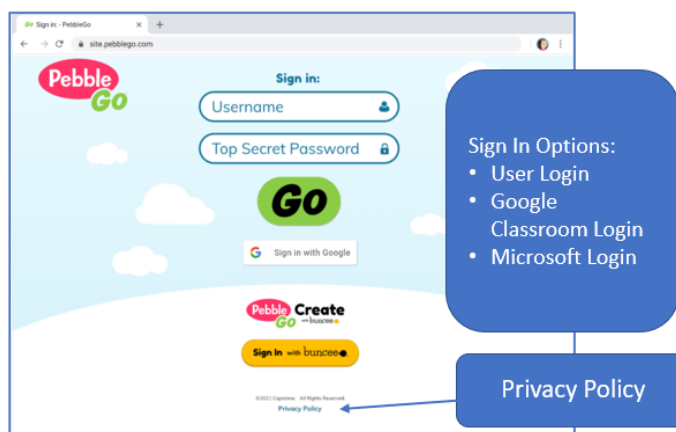 Sign in: - PebbleGo
site.pebblego.com
Pebble
Go
Sign in:
Username
Top Secret Password
Go
Sign in with Google
Pebble Create
Go with buncee
Sign In with buncee
©2021 Capstone. All Rights Reserved.
Privacy Policy
Sign In Options:
• User Login
• Google
Classroom Login
• Microsoft Login
Privacy Policy